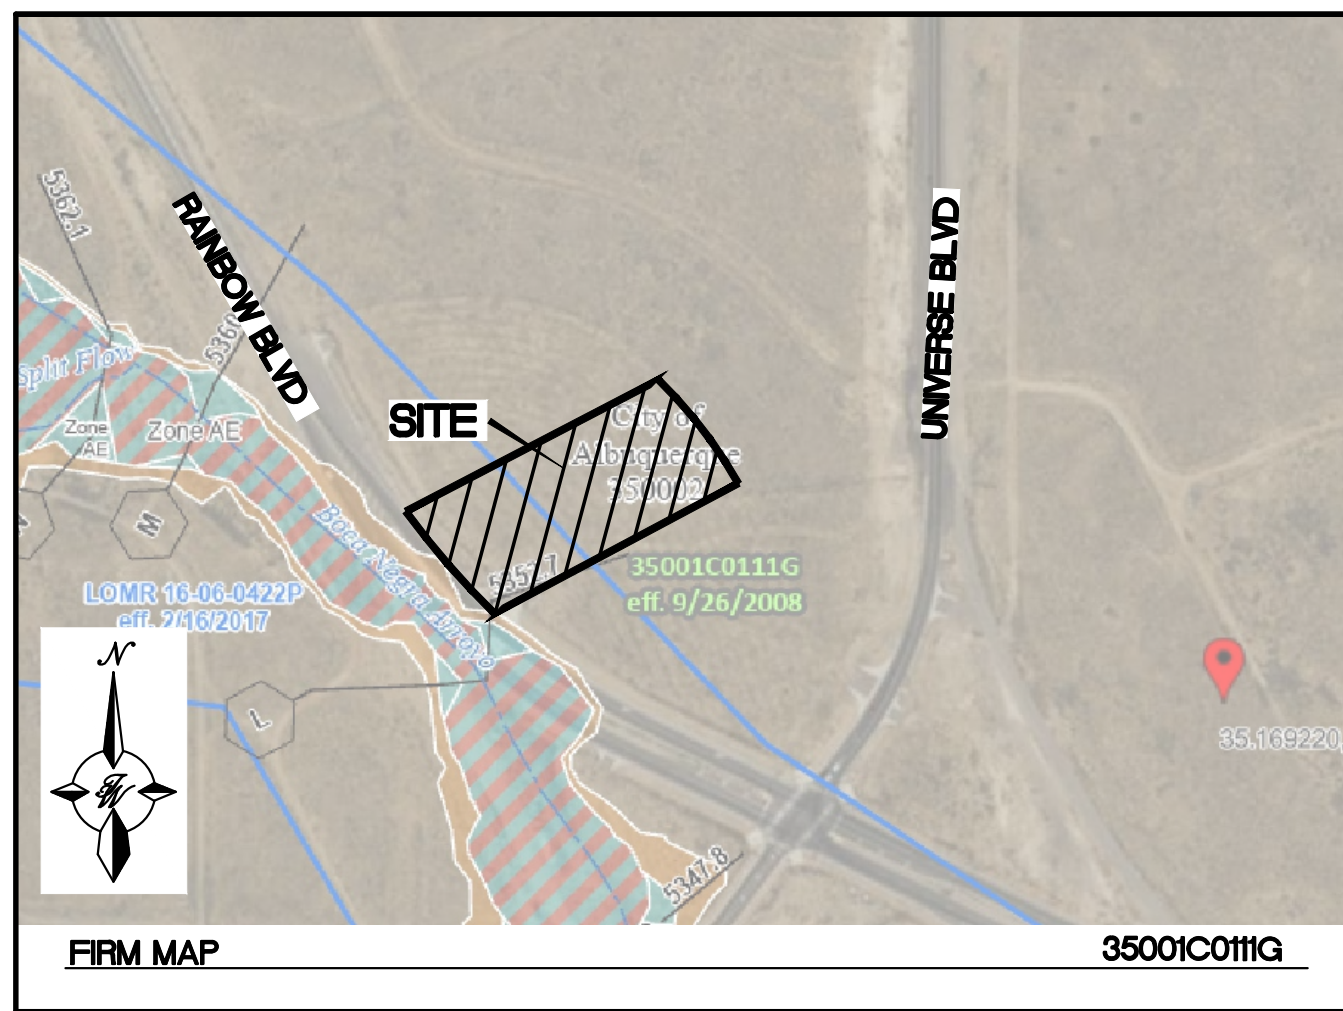 5362.1
RAINBOW BLVD
UNIVERSE BLVD
Split Flow
Zone
AE
Zone AE
SITE
City of
Albuquerque
350002
M
Boca Negra Arroyo
35001C0111G
eff. 9/26/2008
LOMR 16-06-0422P
eff. 2/16/2017
N
TW
L
35.169220
5347.8
FIRM MAP
35001C0111G